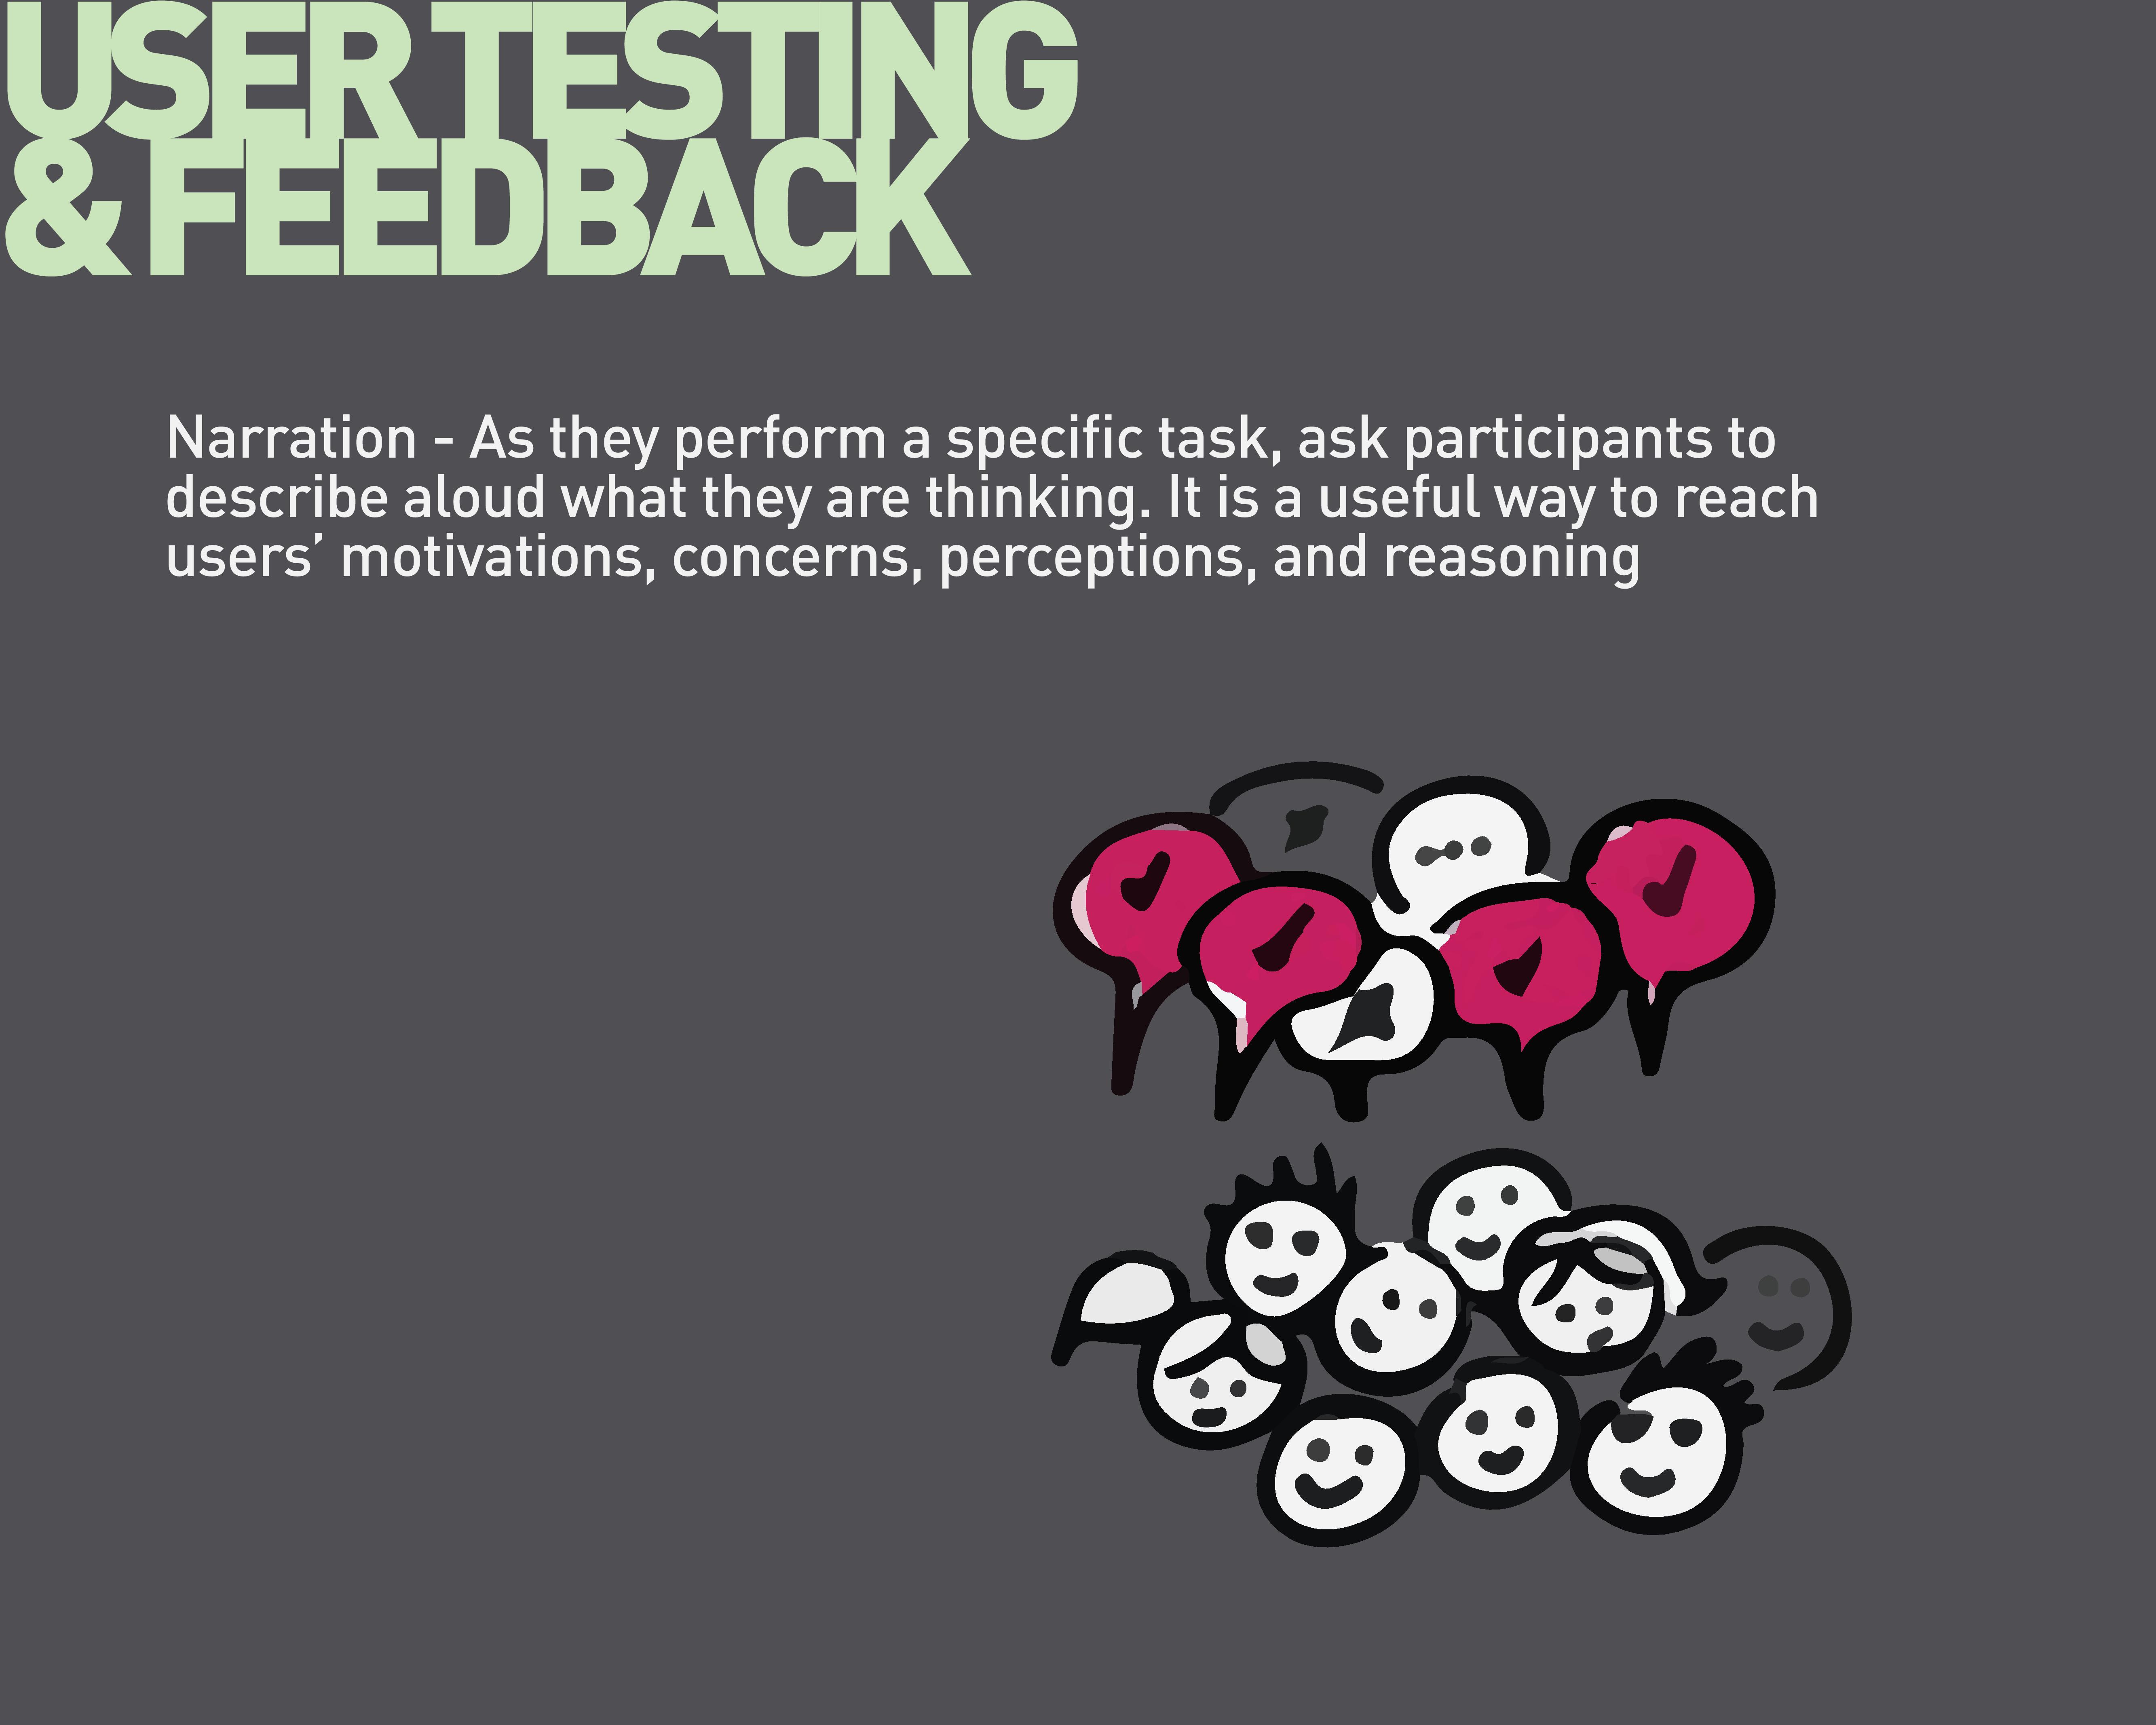 USER TESTING
& FEEDBACK
Narration - As they perform a specific task, ask participants to
describe aloud what they are thinking. It is a useful way to reach
users’ motivations, concerns, perceptions, and reasoning